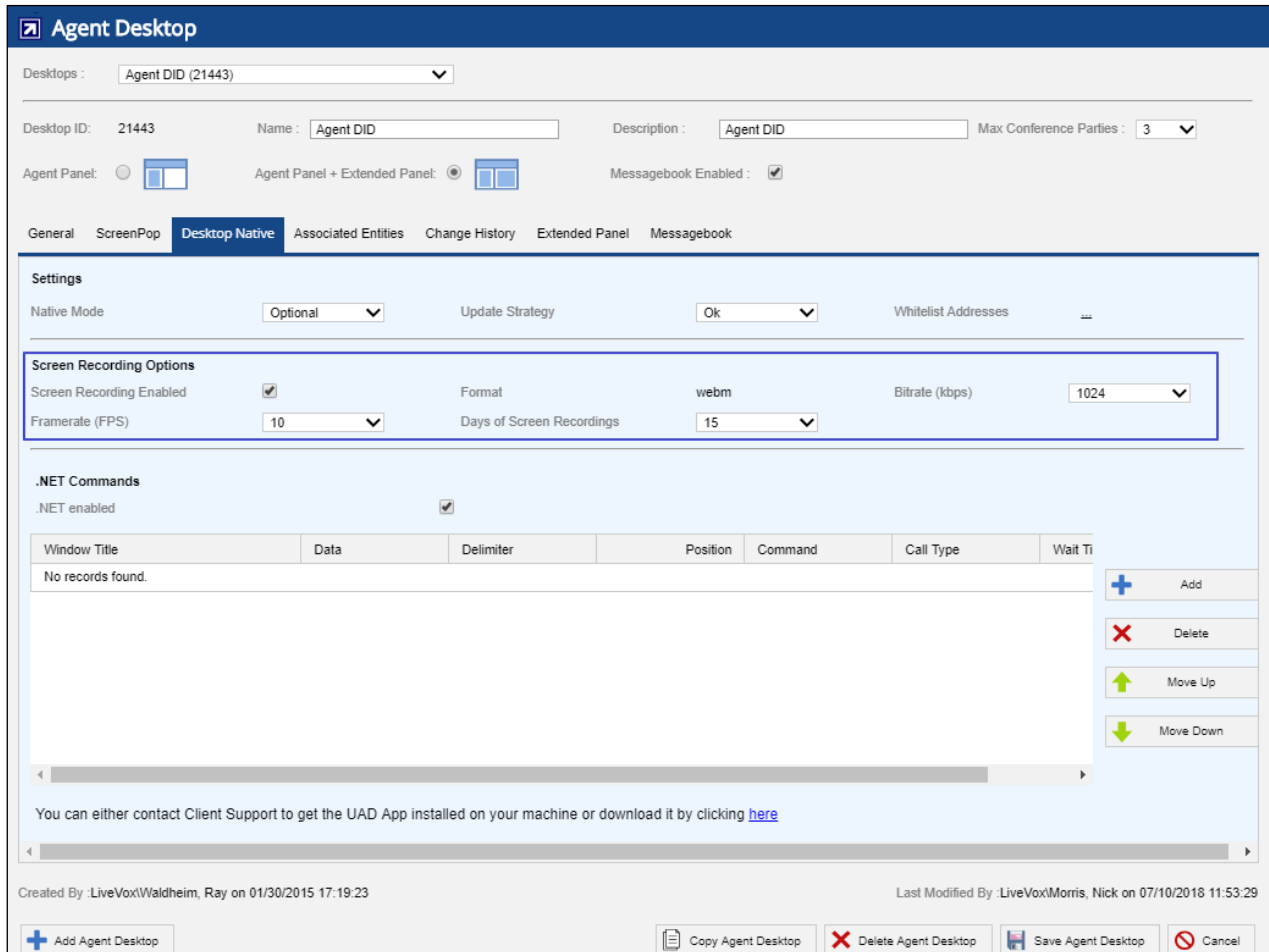 Agent Desktop
Desktops : Agent DID (21443)
Desktop ID: 21443 Name : Agent DID Description : Agent DID Max Conference Parties : 3
Agent Panel: Agent Panel + Extended Panel: Messagebook Enabled :
General ScreenPop Desktop Native Associated Entities Change History Extended Panel Messagebook
Settings
Native Mode Optional Update Strategy Ok Whitelist Addresses ...
Screen Recording Options
Screen Recording Enabled Format webm Bitrate (kbps) 1024
Framerate (FPS) 10 Days of Screen Recordings 15
.NET Commands
.NET enabled
Window Title Data Delimiter Position Command Call Type Wait Ti
No records found.
Add
Delete
Move Up
Move Down
You can either contact Client Support to get the UAD App installed on your machine or download it by clicking here
Created By :LiveVox\Waldheim, Ray on 01/30/2015 17:19:23 Last Modified By :LiveVox\Morris, Nick on 07/10/2018 11:53:29
Add Agent Desktop Copy Agent Desktop Delete Agent Desktop Save Agent Desktop Cancel